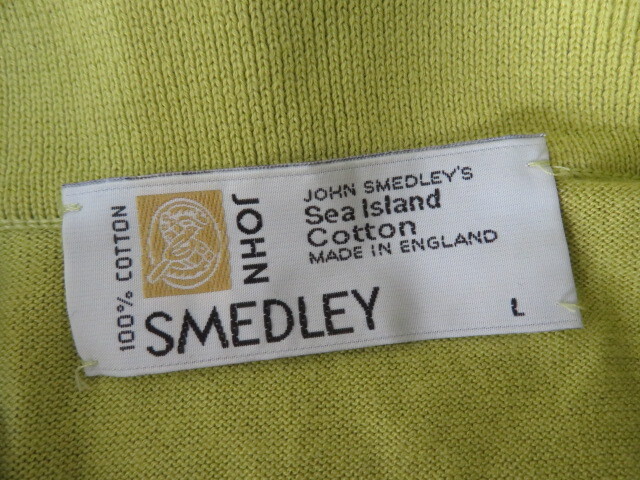 100% COTTON
JOHN
SMEDLEY
JOHN SMEDLEY'S
Sea Island
Cotton
MADE IN ENGLAND
L